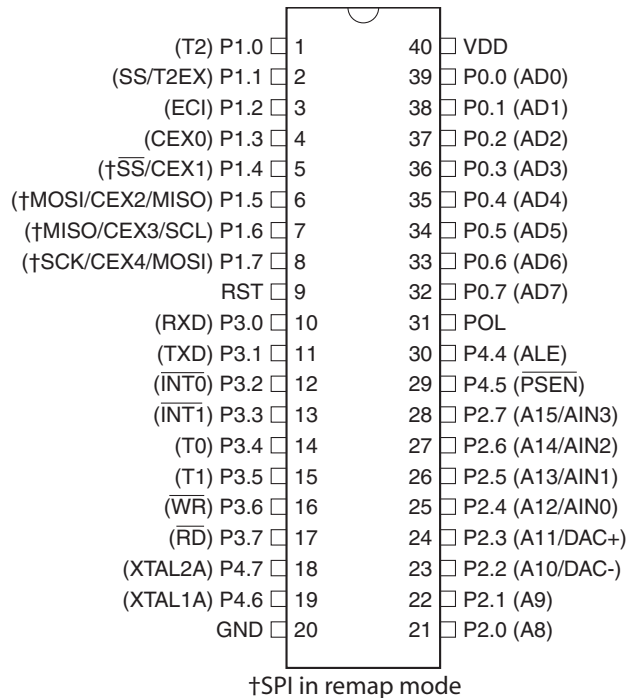 (T2) P1.0 1 40 VDD
(SS/T2EX) P1.1 2 39 P0.0 (AD0)
(ECI) P1.2 3 38 P0.1 (AD1)
(CEX0) P1.3 4 37 P0.2 (AD2)
(†S̅S̅/CEX1) P1.4 5 36 P0.3 (AD3)
(†MOSI/CEX2/MISO) P1.5 6 35 P0.4 (AD4)
(†MISO/CEX3/SCL) P1.6 7 34 P0.5 (AD5)
(†SCK/CEX4/MOSI) P1.7 8 33 P0.6 (AD6)
RST 9 32 P0.7 (AD7)
(RXD) P3.0 10 31 POL
(TXD) P3.1 11 30 P4.4 (ALE)
(I̅N̅T̅0̅) P3.2 12 29 P4.5 (P̅S̅E̅N̅)
(I̅N̅T̅1̅) P3.3 13 28 P2.7 (A15/AIN3)
(T0) P3.4 14 27 P2.6 (A14/AIN2)
(T1) P3.5 15 26 P2.5 (A13/AIN1)
(W̅R̅) P3.6 16 25 P2.4 (A12/AIN0)
(R̅D̅) P3.7 17 24 P2.3 (A11/DAC+)
(XTAL2A) P4.7 18 23 P2.2 (A10/DAC-)
(XTAL1A) P4.6 19 22 P2.1 (A9)
GND 20 21 P2.0 (A8)
†SPI in remap mode